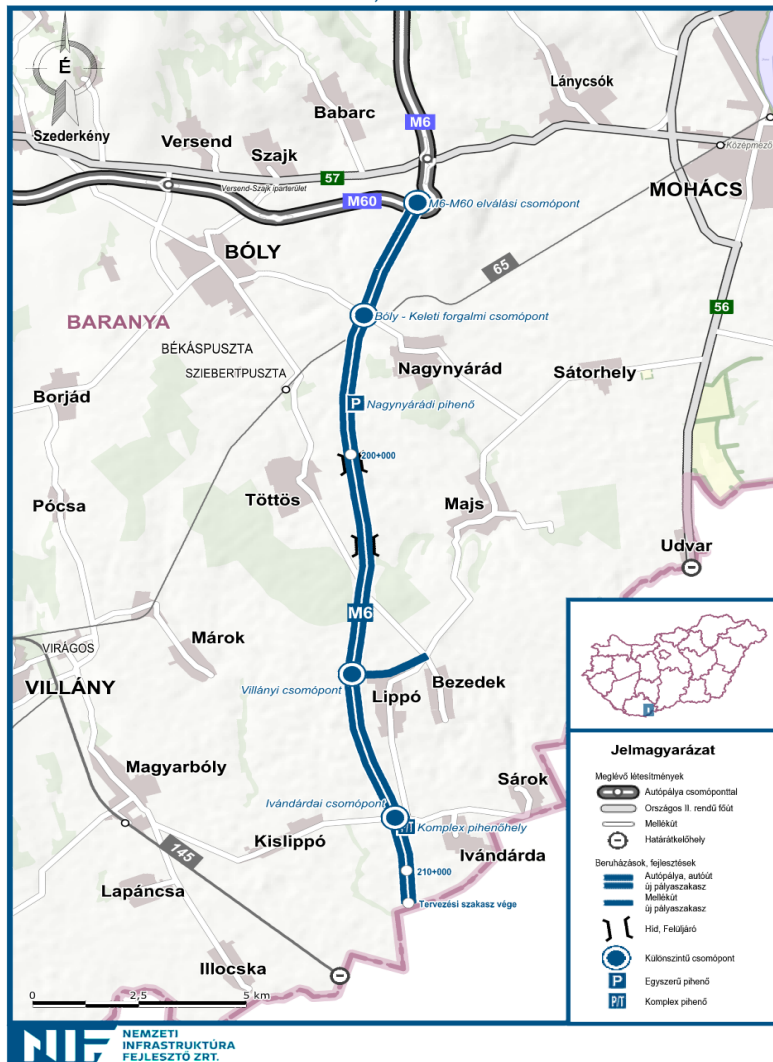 É
Szederkény
Lánycsók
Babarc
M6
Versend
Szajk
57
Versend-Szajk iparterület
Középmező
MOHÁCS
M60
M6-M60 elválási csomópont
BÓLY
65
56
BARANYA
Bóly - Keleti forgalmi csomópont
BÉKÁSPUSZTA
SZIEBERTPUSZTA
Nagynyárád
Sátorhely
Borjád
P
Nagynyárádi pihenő
200+000
Töttös
Majs
Pócsa
Udvar
M6
Márok
VIRÁGOS
VILLÁNY
Villányi csomópont
Lippó
Bezedek
Magyarbóly
Sárok
Ivándárdai csomópont
P/T
Komplex pihenőhely
Kislippó
Ivándárda
145
210+000
Lapáncsa
Tervezési szakasz vége
Illocska
0
2,5
5 km
Jelmagyarázat
Meglévő létesítmények
Autópálya csomóponttal
Országos II. rendű főút
Mellékút
Határátkelőhely
Beruházások, fejlesztések
Autópálya, autóút
új pályaszakasz
Mellékút
új pályaszakasz
Híd, Felüljáró
Különszintű csomópont
P
Egyszerű pihenő
P/T
Komplex pihenő
NIF
NEMZETI
INFRASTRUKTÚRA
FEJLESZTŐ ZRT.